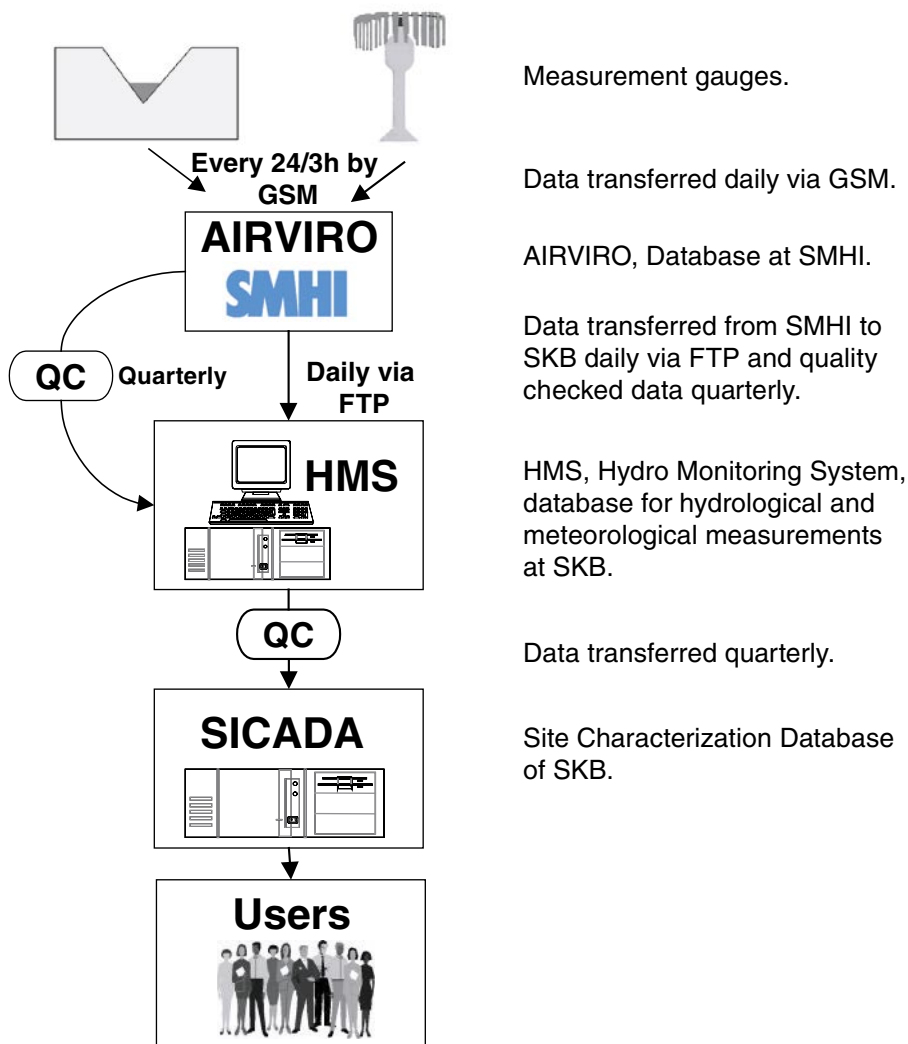 Measurement gauges.
Every 24/3h by
GSM
Data transferred daily via GSM.
AIRVIRO
SMHI
AIRVIRO, Database at SMHI.
QC
Quarterly
Daily via
FTP
Data transferred from SMHI to
SKB daily via FTP and quality
checked data quarterly.
HMS
HMS, Hydro Monitoring System,
database for hydrological and
meteorological measurements
at SKB.
QC
Data transferred quarterly.
SICADA
Site Characterization Database
of SKB.
Users